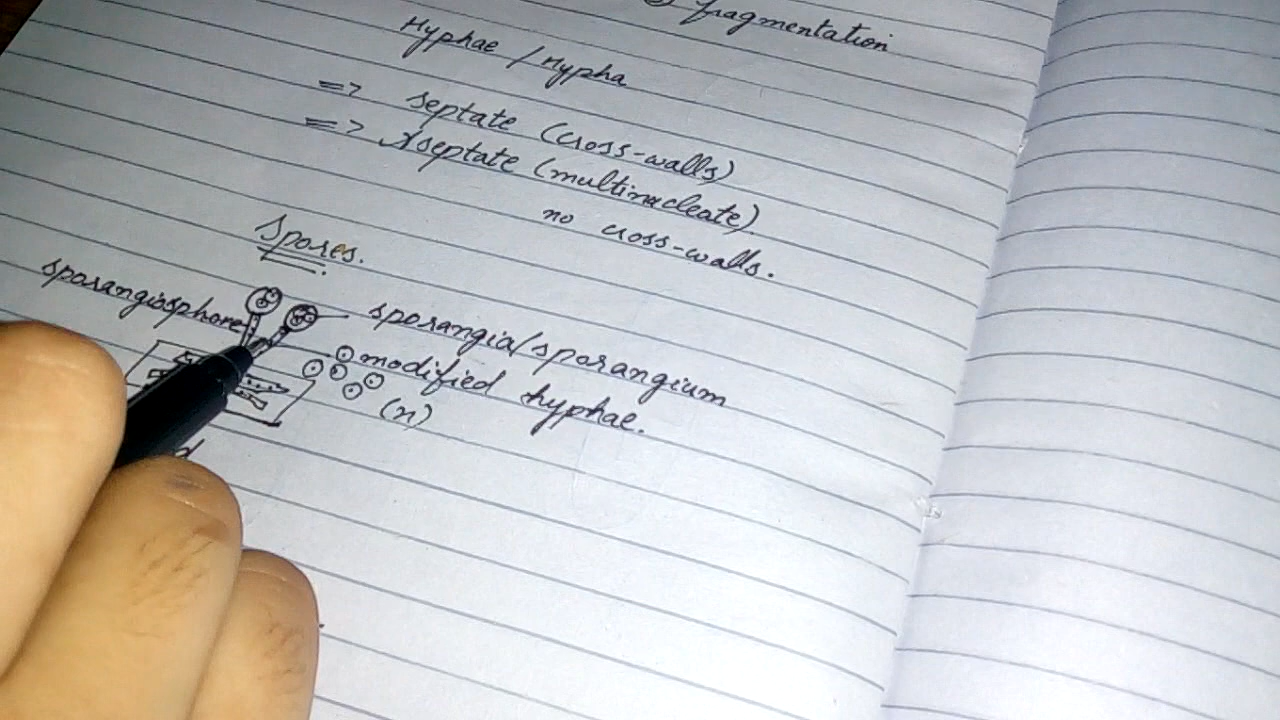 fragmentation
Hyphae / Hypha
=> septate (cross-walls)
=> Aseptate (multinucleate)
no cross-walls.
Spores.
sporangiosphore
sporangia/sporangium
modified hyphae.
(n)